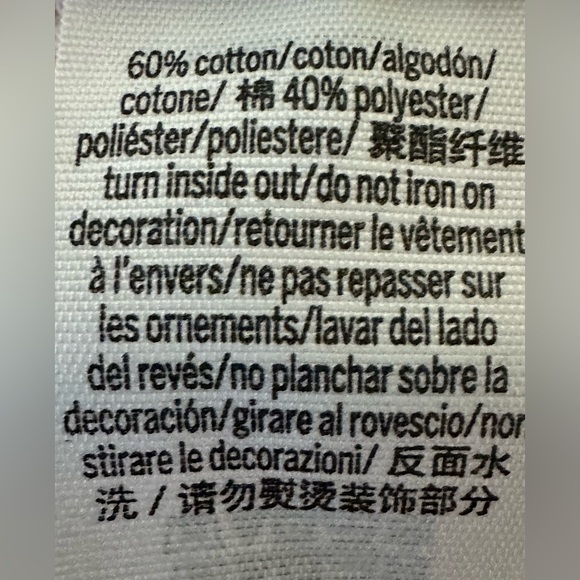 60% cotton/coton/algodón/
cotone/ 棉 40% polyester/
poliéster/poliestere/ 聚酯纤维
turn inside out/do not iron on
decoration/retourner le vêtement
à l'envers/ne pas repasser sur
les ornements/lavar del lado
del revés/no planchar sobre la
decoración/girare al rovescio/non
stirare le decorazioni/ 反面水
洗 / 请勿熨烫装饰部分